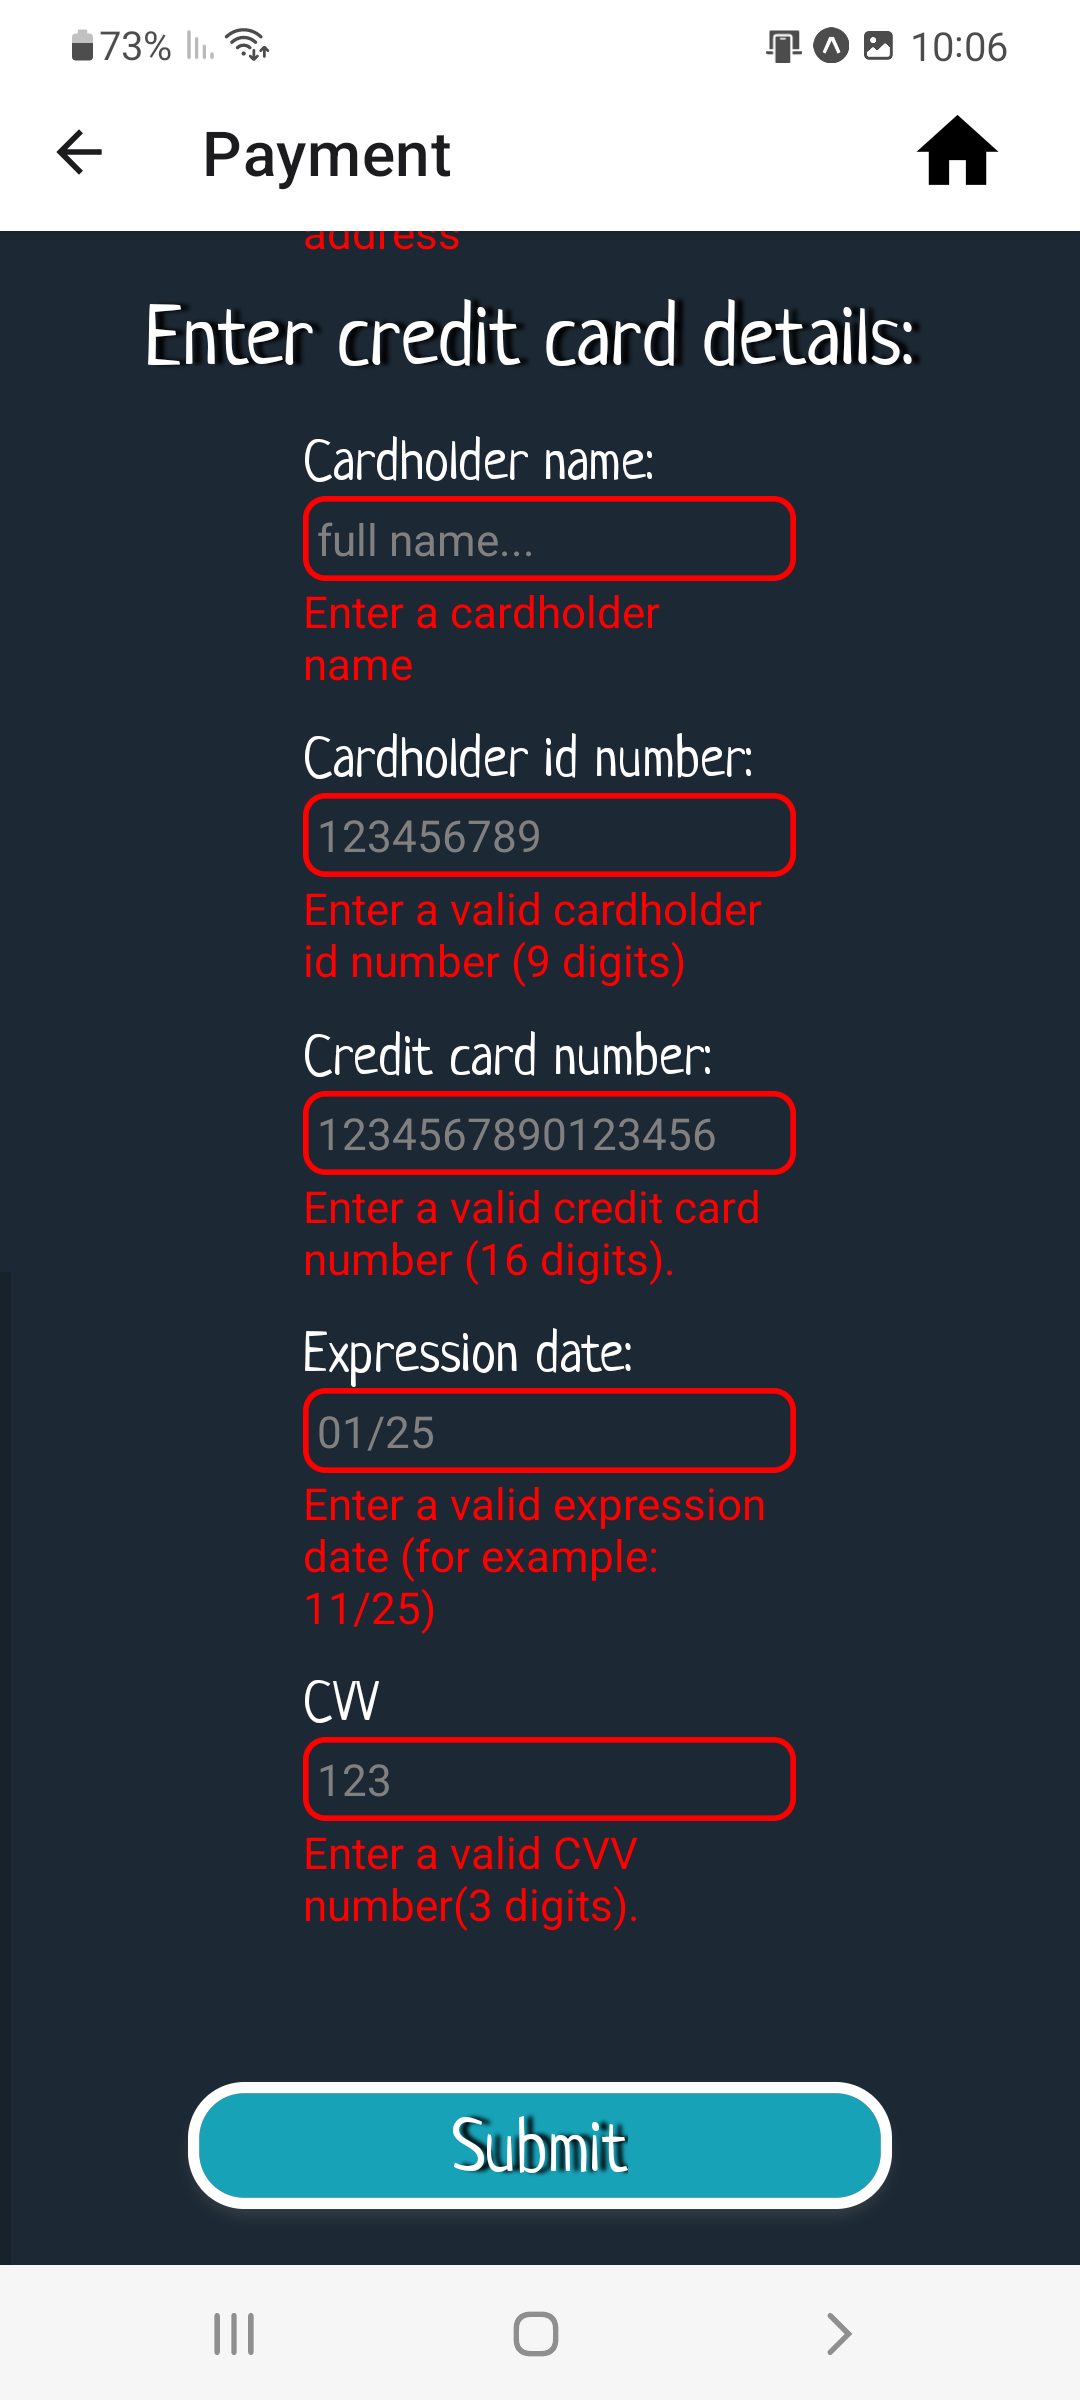 73% 10:06
Payment
address
Enter credit card details:
Cardholder name:
full name...
Enter a cardholder
name
Cardholder id number:
123456789
Enter a valid cardholder
id number (9 digits)
Credit card number:
1234567890123456
Enter a valid credit card
number (16 digits).
Expression date:
01/25
Enter a valid expression
date (for example:
11/25)
CVV
123
Enter a valid CVV
number(3 digits).
Submit